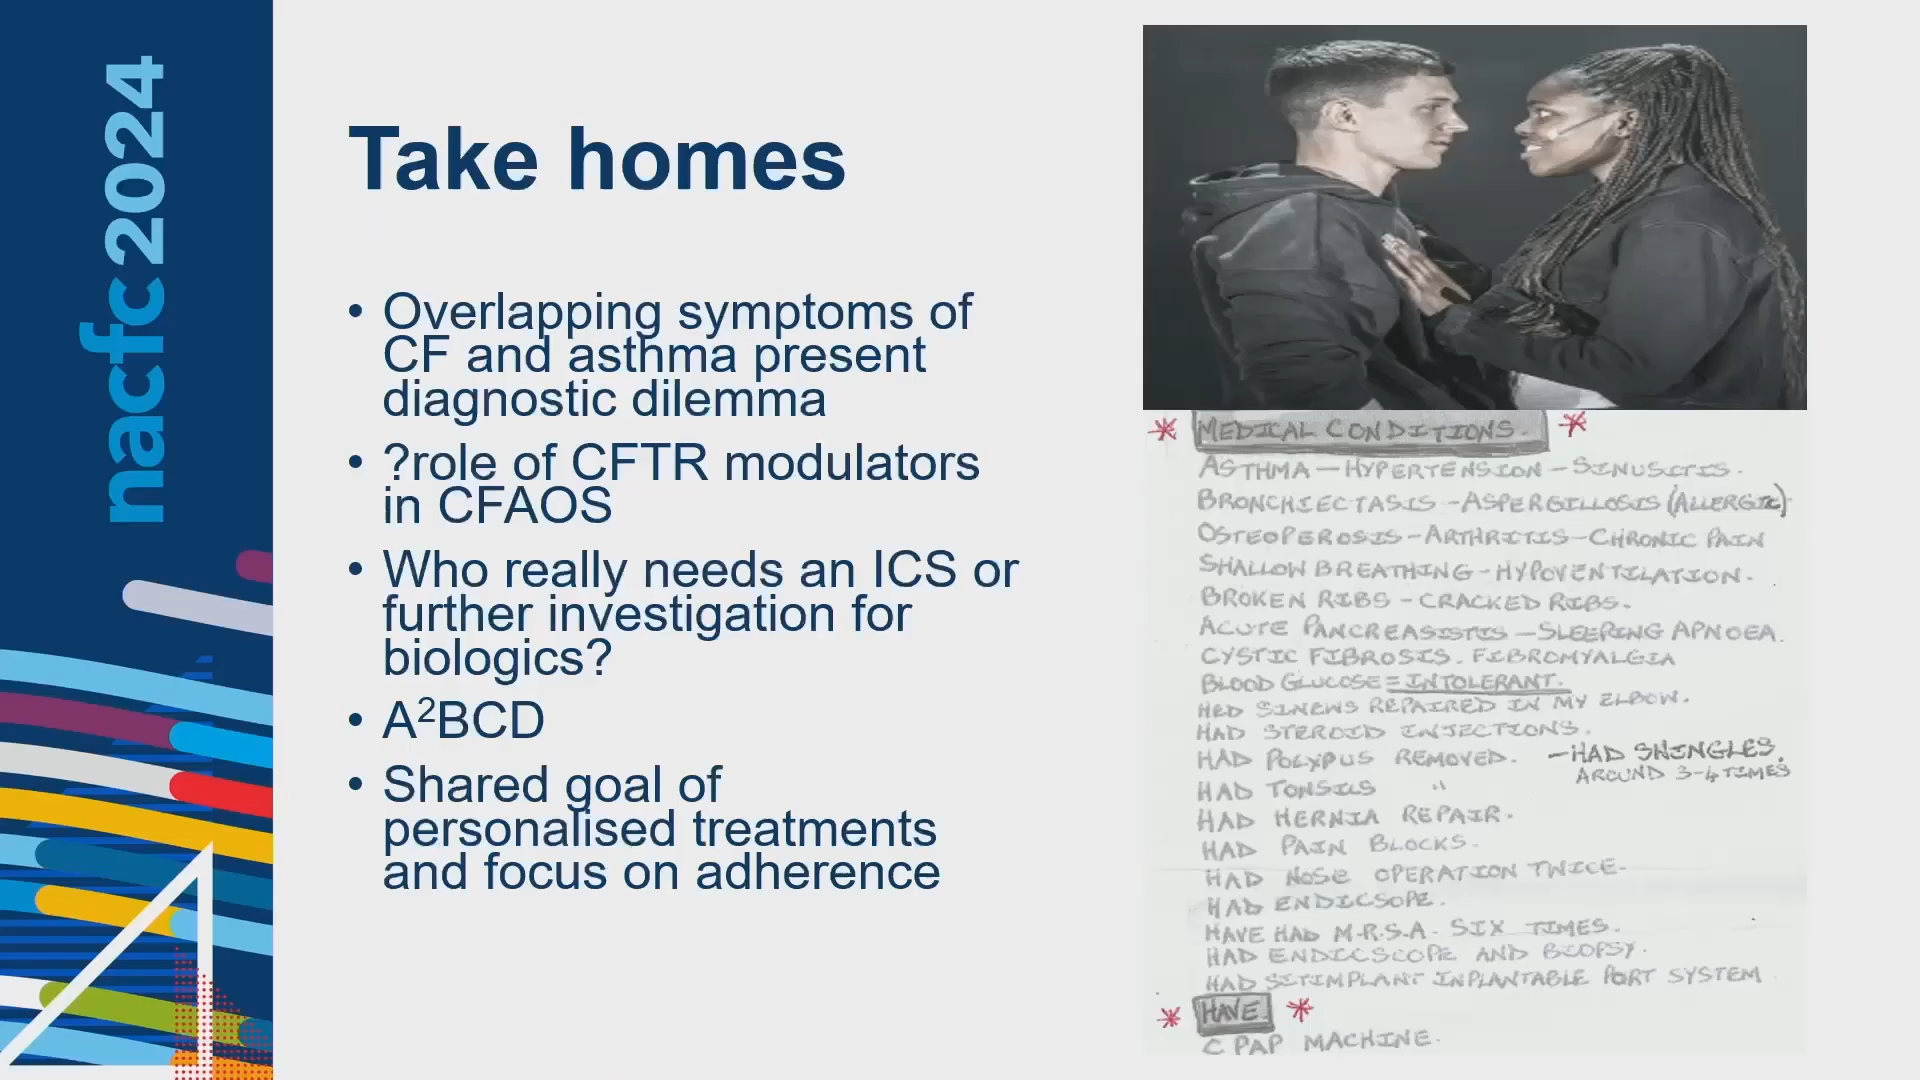 nacfc2024
Take homes
• Overlapping symptoms of
CF and asthma present
diagnostic dilemma
• ?role of CFTR modulators
in CFAOS
• Who really needs an ICS or
further investigation for
biologics?
• A²BCD
• Shared goal of
personalised treatments
and focus on adherence
* MEDICAL CONDITIONS. *
ASTHMA – HYPERTENSION – SINUSITIS.
BRONCHIECTASIS - ASPERGILLOSIS (ALLERGIC)
OSTEOPEROSIS - ARTHRITIS - CHRONIC PAIN
SHALLOW BREATHING - HYPOVENTILATION.
BROKEN RIBS - CRACKED RIBS.
ACUTE PANCREASISTIS – SLEEPING APNOEA.
CYSTIC FIBROSIS. FIBROMYALGIA
BLOOD GLUCOSE = INTOLERANT.
HAD SINEWS REPAIRED IN MY ELBOW.
HAD STEROID INJECTIONS.
HAD POLYPUS REMOVED. – HAD SHINGLES.
AROUND 3-4 TIMES
HAD TONSILS "
HAD HERNIA REPAIR.
HAD PAIN BLOCKS.
HAD NOSE OPERATION TWICE.
HAD ENDICSOPE.
HAVE HAD M.R.S.A. SIX TIMES.
HAD ENDICSCOPE AND BIOPSY.
HAD SITIMPLANT INPLANTABLE PORT SYSTEM
* HAVE *
C PAP MACHINE.